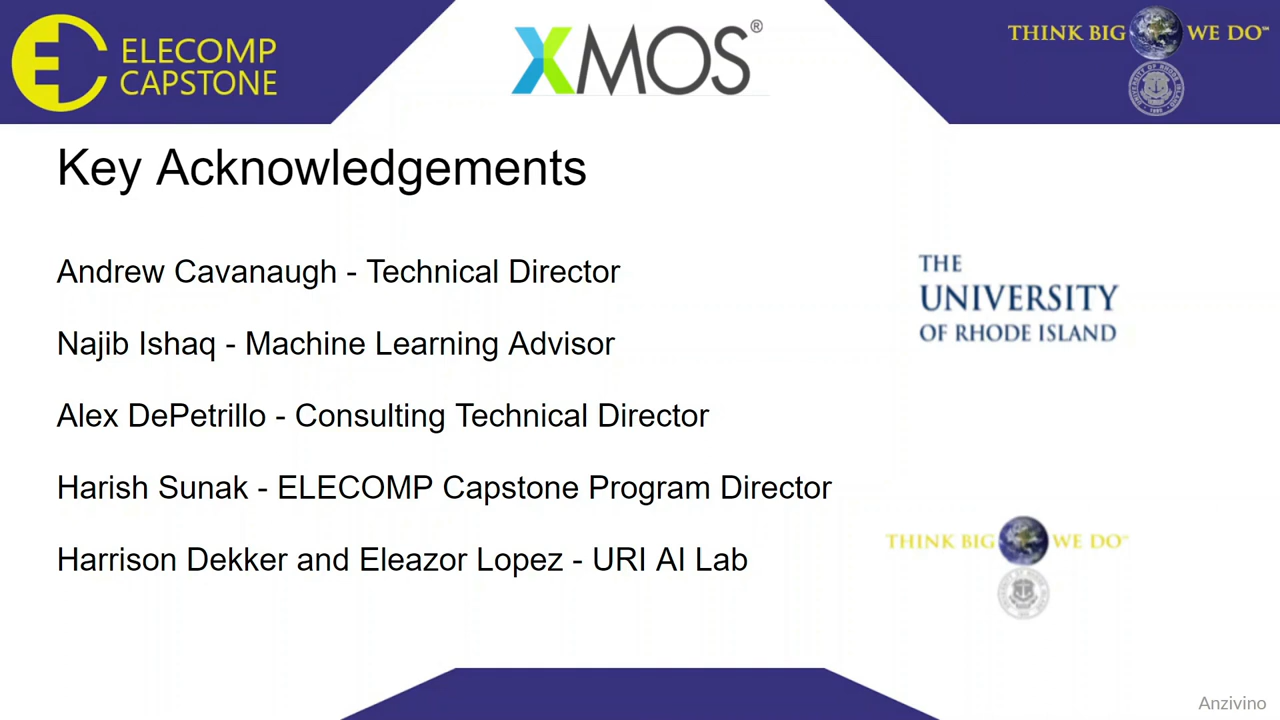 ELECOMP
CAPSTONE
XMOS®
THINK BIG WE DO℠
Key Acknowledgements
Andrew Cavanaugh - Technical Director
Najib Ishaq - Machine Learning Advisor
Alex DePetrillo - Consulting Technical Director
Harish Sunak - ELECOMP Capstone Program Director
Harrison Dekker and Eleazor Lopez - URI AI Lab
THE
UNIVERSITY
OF RHODE ISLAND
THINK BIG WE DO℠
Anzivino